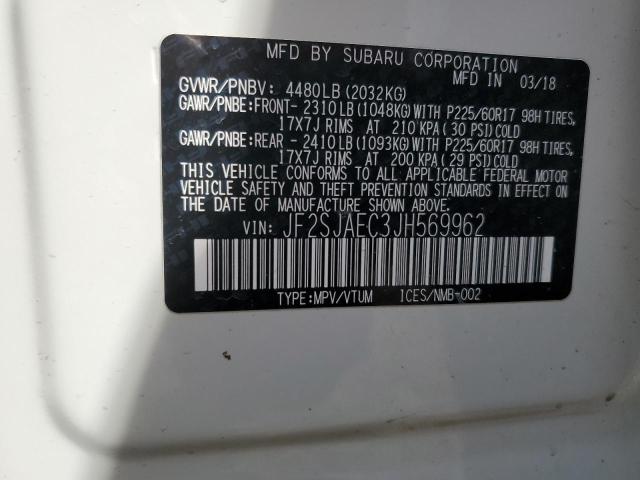 MFD BY SUBARU CORPORATION
MFD IN 03/18
GVWR/PNBV: 4480LB (2032KG)
GAWR/PNBE:FRONT- 2310LB (1048KG) WITH P225/60R17 98H TIRES,
17X7J RIMS AT 210 KPA (30 PSI) COLD
GAWR/PNBE:REAR - 2410LB (1093KG) WITH P225/60R17 98H TIRES,
17X7J RIMS AT 200 KPA (29 PSI) COLD
THIS VEHICLE CONFORMS TO ALL APPLICABLE FEDERAL MOTOR
VEHICLE SAFETY AND THEFT PREVENTION STANDARDS IN EFFECT ON
THE DATE OF MANUFACTURE SHOWN ABOVE.
VIN: JF2SJAEC3JH569962
TYPE:MPV/VTUM ICES/NMB-002